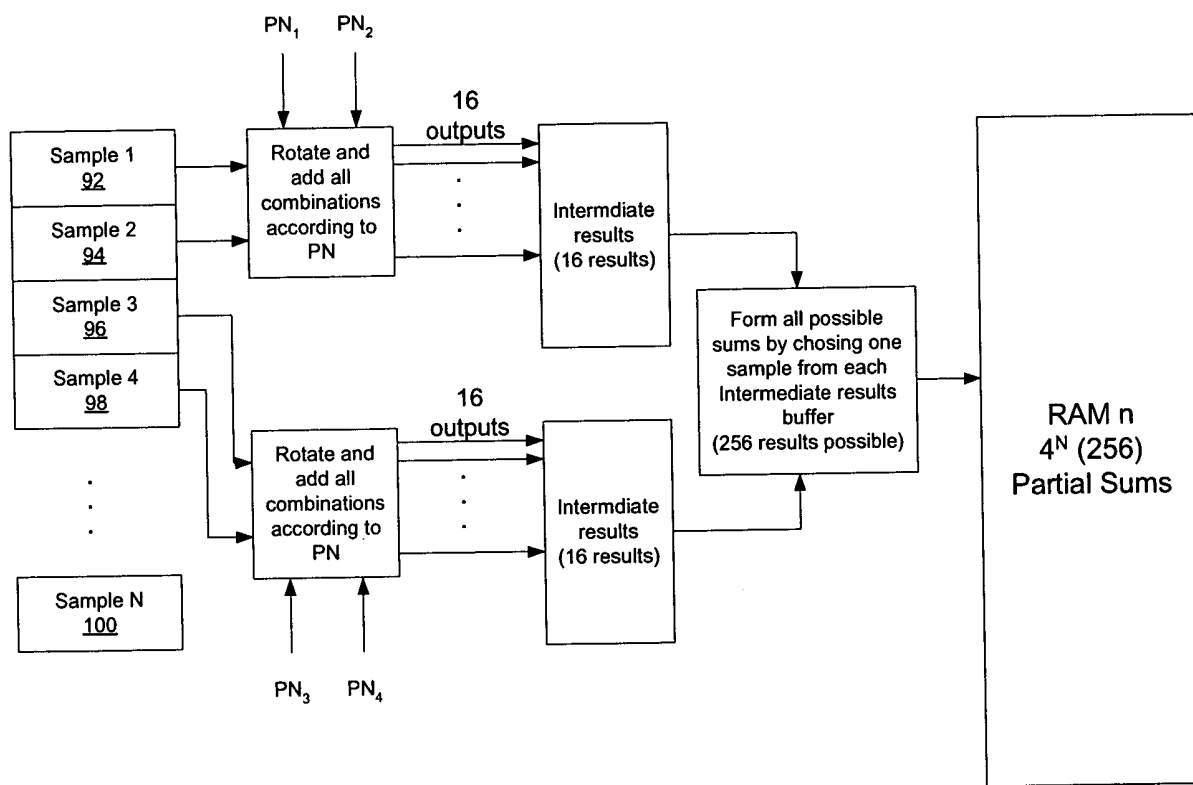 PN1
PN2
16
outputs
Sample 1
92
Sample 2
94
Sample 3
96
Sample 4
98
.
.
.
Sample N
100
Rotate and
add all
combinations
according to
PN
.
.
.
Intermdiate
results
(16 results)
16
outputs
Rotate and
add all
combinations
according to
PN
.
.
.
Intermdiate
results
(16 results)
PN3
PN4
Form all possible
sums by chosing one
sample from each
Intermediate results
buffer
(256 results possible)
RAM n
4^N (256)
Partial Sums